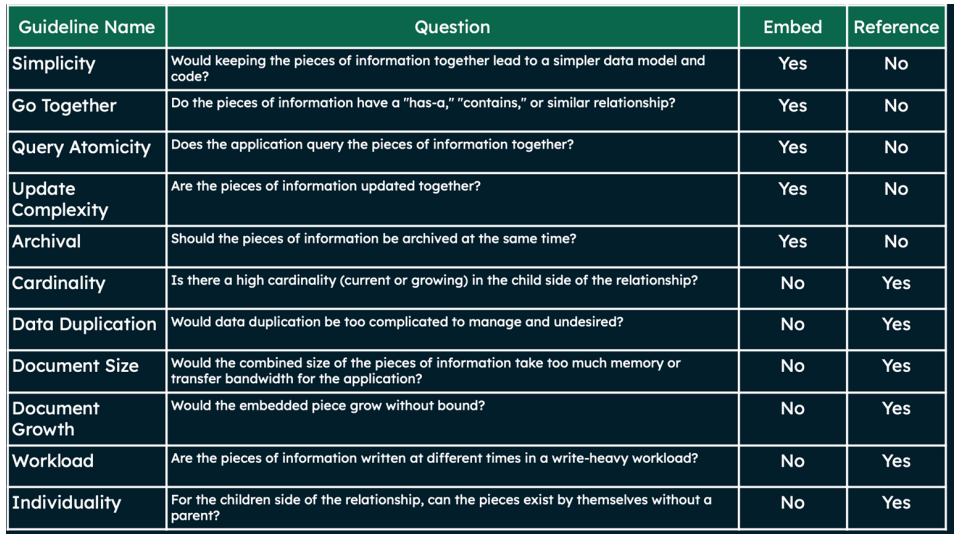 Guideline Name Question Embed Reference
Simplicity Would keeping the pieces of information together lead to a simpler data model and Yes No
code?
Go Together Do the pieces of information have a "has-a," "contains," or similar relationship? Yes No
Query Atomicity Does the application query the pieces of information together? Yes No
Update Are the pieces of information updated together? Yes No
Complexity
Archival Should the pieces of information be archived at the same time? Yes No
Cardinality Is there a high cardinality (current or growing) in the child side of the relationship? No Yes
Data Duplication Would data duplication be too complicated to manage and undesired? No Yes
Document Size Would the combined size of the pieces of information take too much memory or No Yes
transfer bandwidth for the application?
Document Would the embedded piece grow without bound? No Yes
Growth
Workload Are the pieces of information written at different times in a write-heavy workload? No Yes
Individuality For the children side of the relationship, can the pieces exist by themselves without a No Yes
parent?